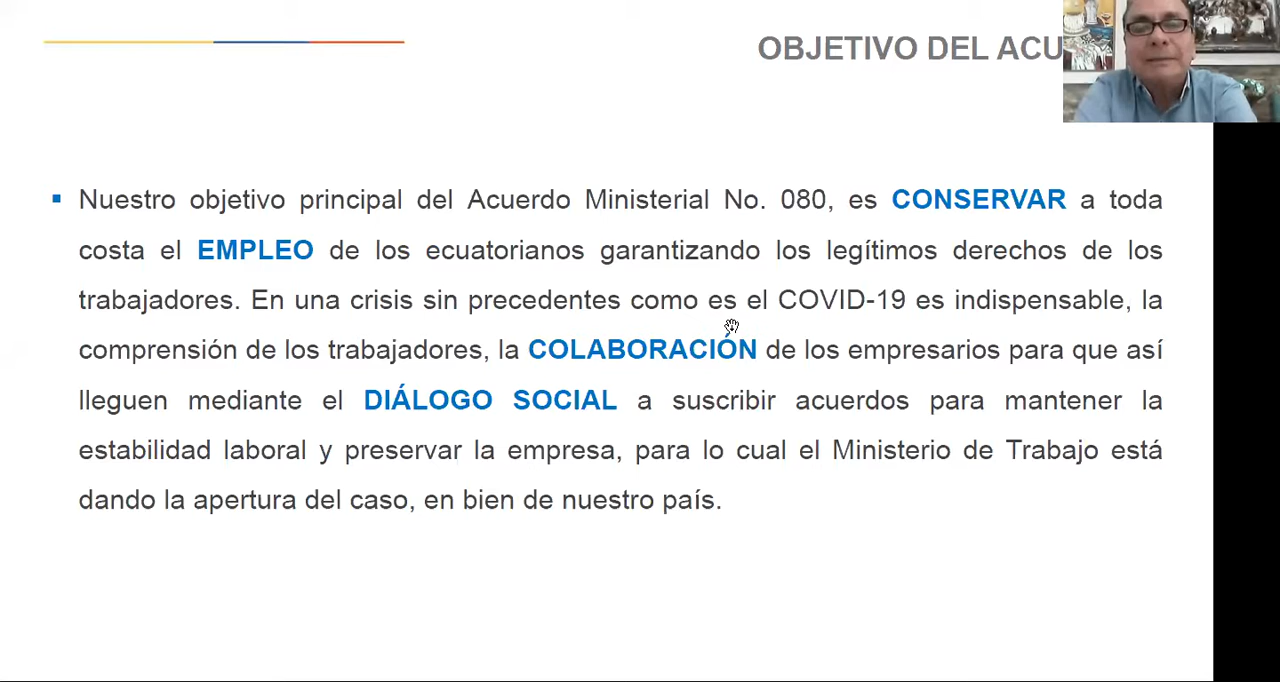 OBJETIVO DEL ACU
Nuestro objetivo principal del Acuerdo Ministerial No. 080, es CONSERVAR a toda
costa el EMPLEO de los ecuatorianos garantizando los legítimos derechos de los
trabajadores. En una crisis sin precedentes como es el COVID-19 es indispensable, la
comprensión de los trabajadores, la COLABORACIÓN de los empresarios para que así
lleguen mediante el DIÁLOGO SOCIAL a suscribir acuerdos para mantener la
estabilidad laboral y preservar la empresa, para lo cual el Ministerio de Trabajo está
dando la apertura del caso, en bien de nuestro país.